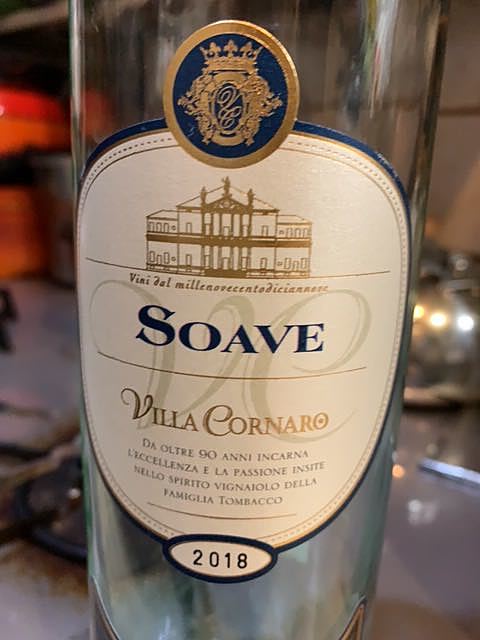 Vini dal millenovecentodiciannove
SOAVE
VILLA CORNARO
DA OLTRE 90 ANNI INCARNA
L'ECCELLENZA E LA PASSIONE INSITE
NELLO SPIRITO VIGNAIOLO DELLA
FAMIGLIA TOMBACCO
2018